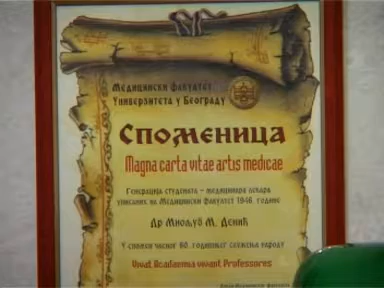 Медицински факултет
Универзитета у Београду
Споменица
Magna carta vitae artis medicae
Генерација студената – медицинара лекара
уписаних на Медицински факултет 1946. године
Др Миољуб М. Денић
У спомен часног 60. годишњег служења народу
Vivat Academia vivant Professores